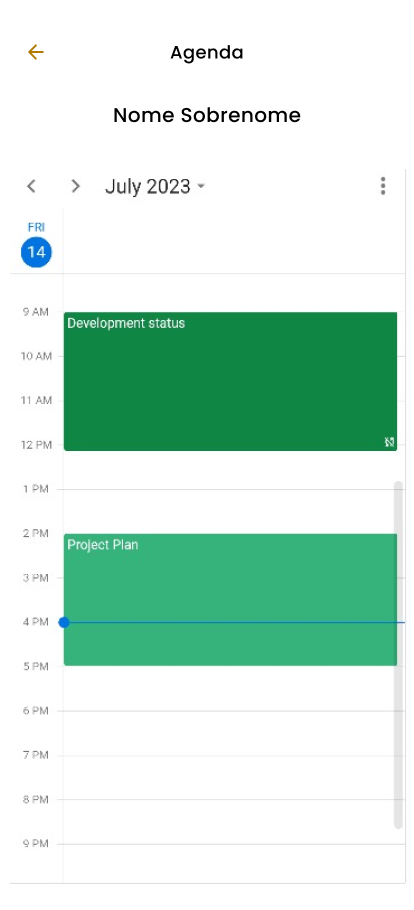 Agenda
Nome Sobrenome
July 2023
FRI
14
9 AM
Development status
10 AM
11 AM
12 PM
1 PM
2 PM
Project Plan
3 PM
4 PM
5 PM
6 PM
7 PM
8 PM
9 PM